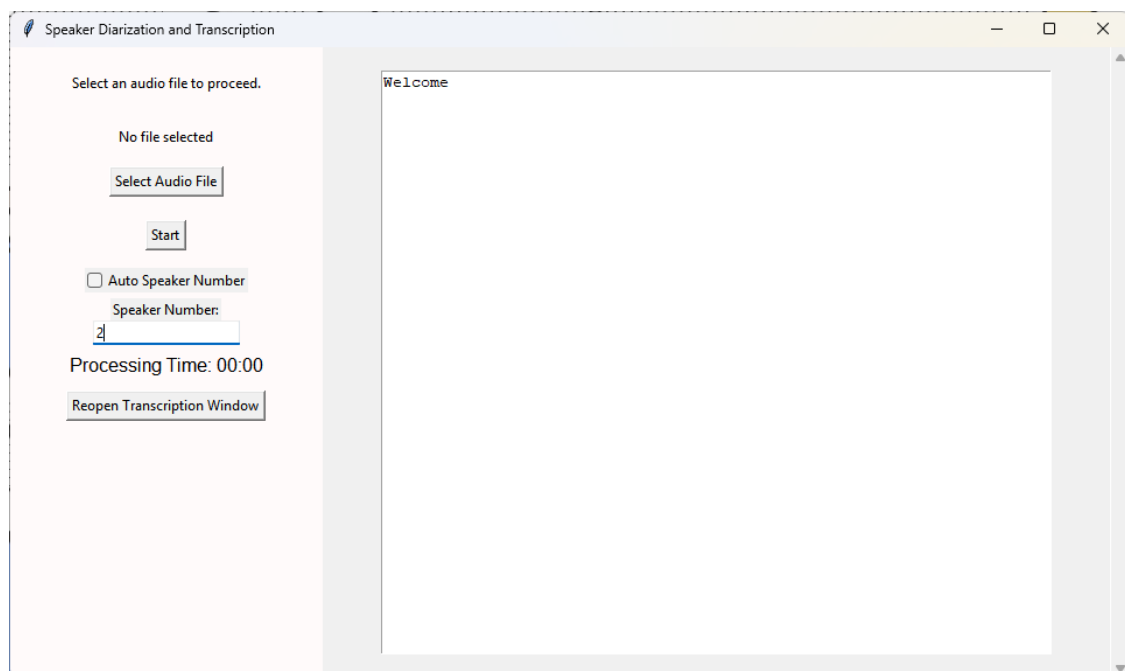 Speaker Diarization and Transcription
Select an audio file to proceed.
No file selected
Select Audio File
Start
Auto Speaker Number
Speaker Number:
2
Processing Time: 00:00
Reopen Transcription Window
Welcome